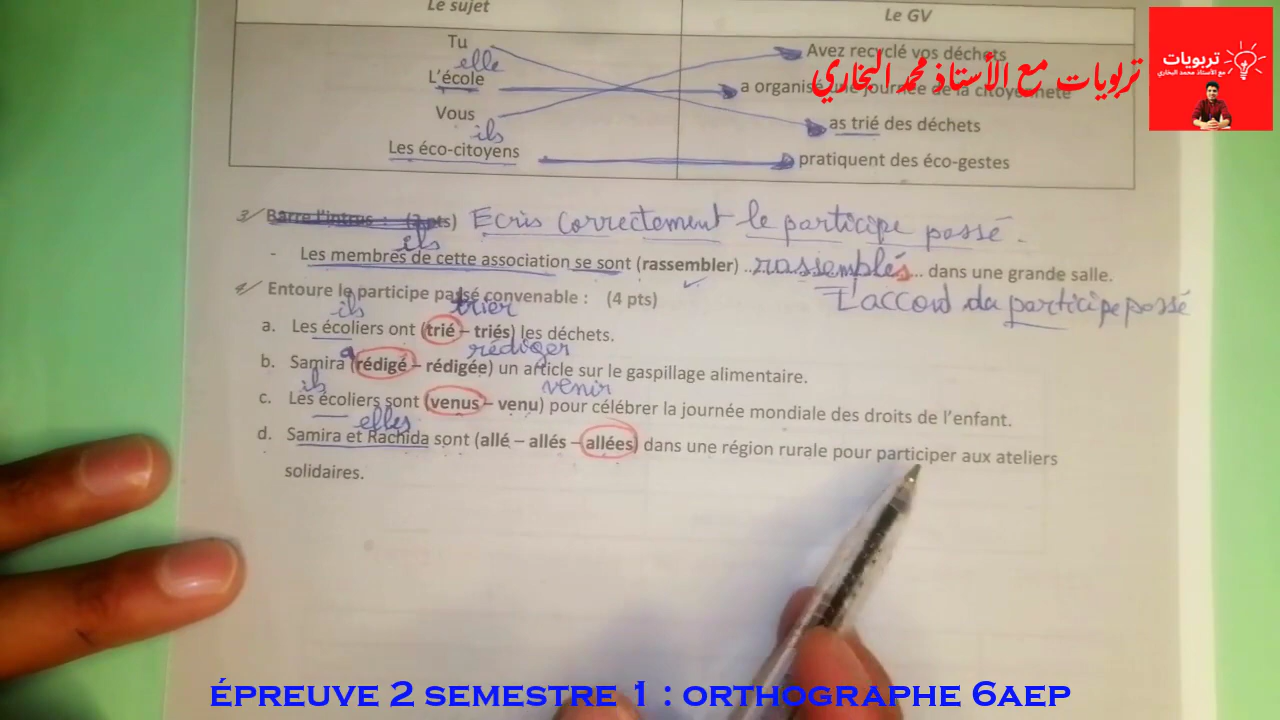 Le sujet Le GV
Tu Avez recyclé vos déchets
elle
L'école a organisé une journée de la citoyenneté
Vous as trié des déchets
ils
Les éco-citoyens pratiquent des éco-gestes
تربويات مع الأستاذ محمد البخاري
تربويات
مع الاستاذ محمد البخاري
3/ Barre l'intrus : (2 pts) Ecris correctement le participe passé.
ils
- Les membres de cette association se sont (rassembler) ...rassemplés... dans une grande salle.
L'accord du participe passé
4/ Entoure le participe passé convenable : (4 pts)
ils trier
a. Les écoliers ont (trié – triés) les déchets.
rédiger
b. Samira a (rédigé – rédigée) un article sur le gaspillage alimentaire.
ils venir
c. Les écoliers sont (venus – venu) pour célébrer la journée mondiale des droits de l'enfant.
elles
d. Samira et Rachida sont (allé – allés – allées) dans une région rurale pour participer aux ateliers
solidaires.
ÉPREUVE 2 SEMESTRE 1 : ORTHOGRAPHE 6AEP